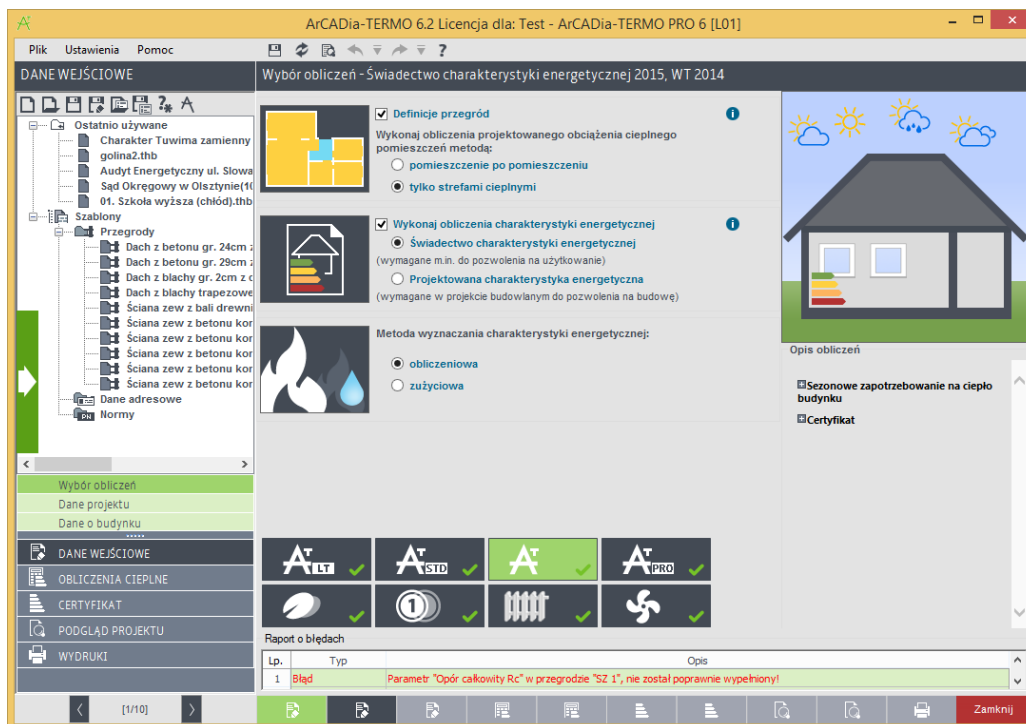 ArCADia-TERMO 6.2 Licencja dla: Test - ArCADia-TERMO PRO 6 [L01]
Plik Ustawienia Pomoc
DANE WEJŚCIOWE
Wybór obliczeń - Świadectwo charakterystyki energetycznej 2015, WT 2014
Ostatnio używane
Charakter Tuwima zamienny
golina2.thb
Audyt Energetyczny ul. Słowa
Sąd Okręgowy w Olsztynie(10
01. Szkoła wyższa (chłód).thb
Szablony
Przegrody
Dach z betonu gr. 24cm z
Dach z betonu gr. 29cm z
Dach z blachy gr. 2cm z d
Dach z blachy trapezowe
Ściana zew z bali drewni
Ściana zew z betonu kor
Ściana zew z betonu kor
Ściana zew z betonu kor
Ściana zew z betonu kor
Ściana zew z betonu kor
Dane adresowe
PN Normy
Wybór obliczeń
Dane projektu
Dane o budynku
DANE WEJŚCIOWE
OBLICZENIA CIEPLNE
CERTYFIKAT
PODGLĄD PROJEKTU
WYDRUKI
[1/10]
Definicje przegród
Wykonaj obliczenia projektowanego obciążenia cieplnego
pomieszczeń metodą:
pomieszczenie po pomieszczeniu
tylko strefami cieplnymi
Wykonaj obliczenia charakterystyki energetycznej
Świadectwo charakterystyki energetycznej
(wymagane m.in. do pozwolenia na użytkowanie)
Projektowana charakterystyka energetyczna
(wymagane w projekcie budowlanym do pozwolenia na budowę)
Metoda wyznaczania charakterystyki energetycznej:
obliczeniowa
zużyciowa
Opis obliczeń
Sezonowe zapotrzebowanie na ciepło
budynku
Certyfikat
AT LT AT STD AT AT PRO
1
Raport o błędach
Lp. Typ Opis
1 Błąd Parametr "Opór całkowity Rc" w przegrodzie "SZ 1", nie został poprawnie wypełniony!
Zamknij